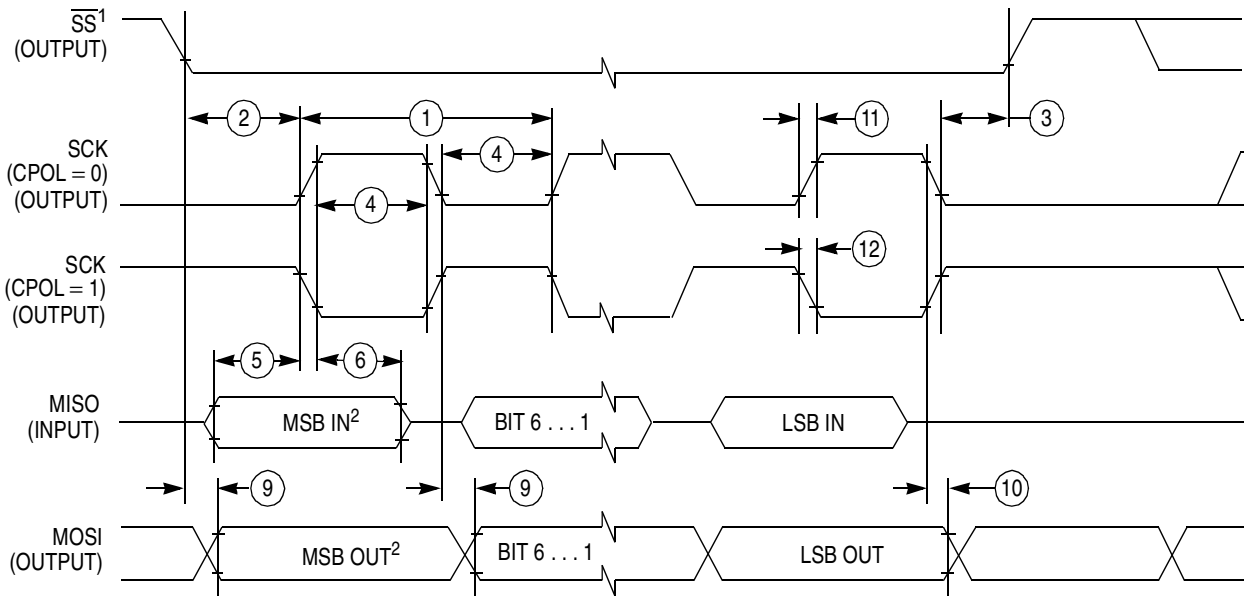 SS¹
(OUTPUT)
2
1
11
3
SCK
(CPOL = 0)
(OUTPUT)
4
4
12
SCK
(CPOL = 1)
(OUTPUT)
5
6
MISO
(INPUT)
MSB IN²
BIT 6 . . . 1
LSB IN
9
9
10
MOSI
(OUTPUT)
MSB OUT²
BIT 6 . . . 1
LSB OUT